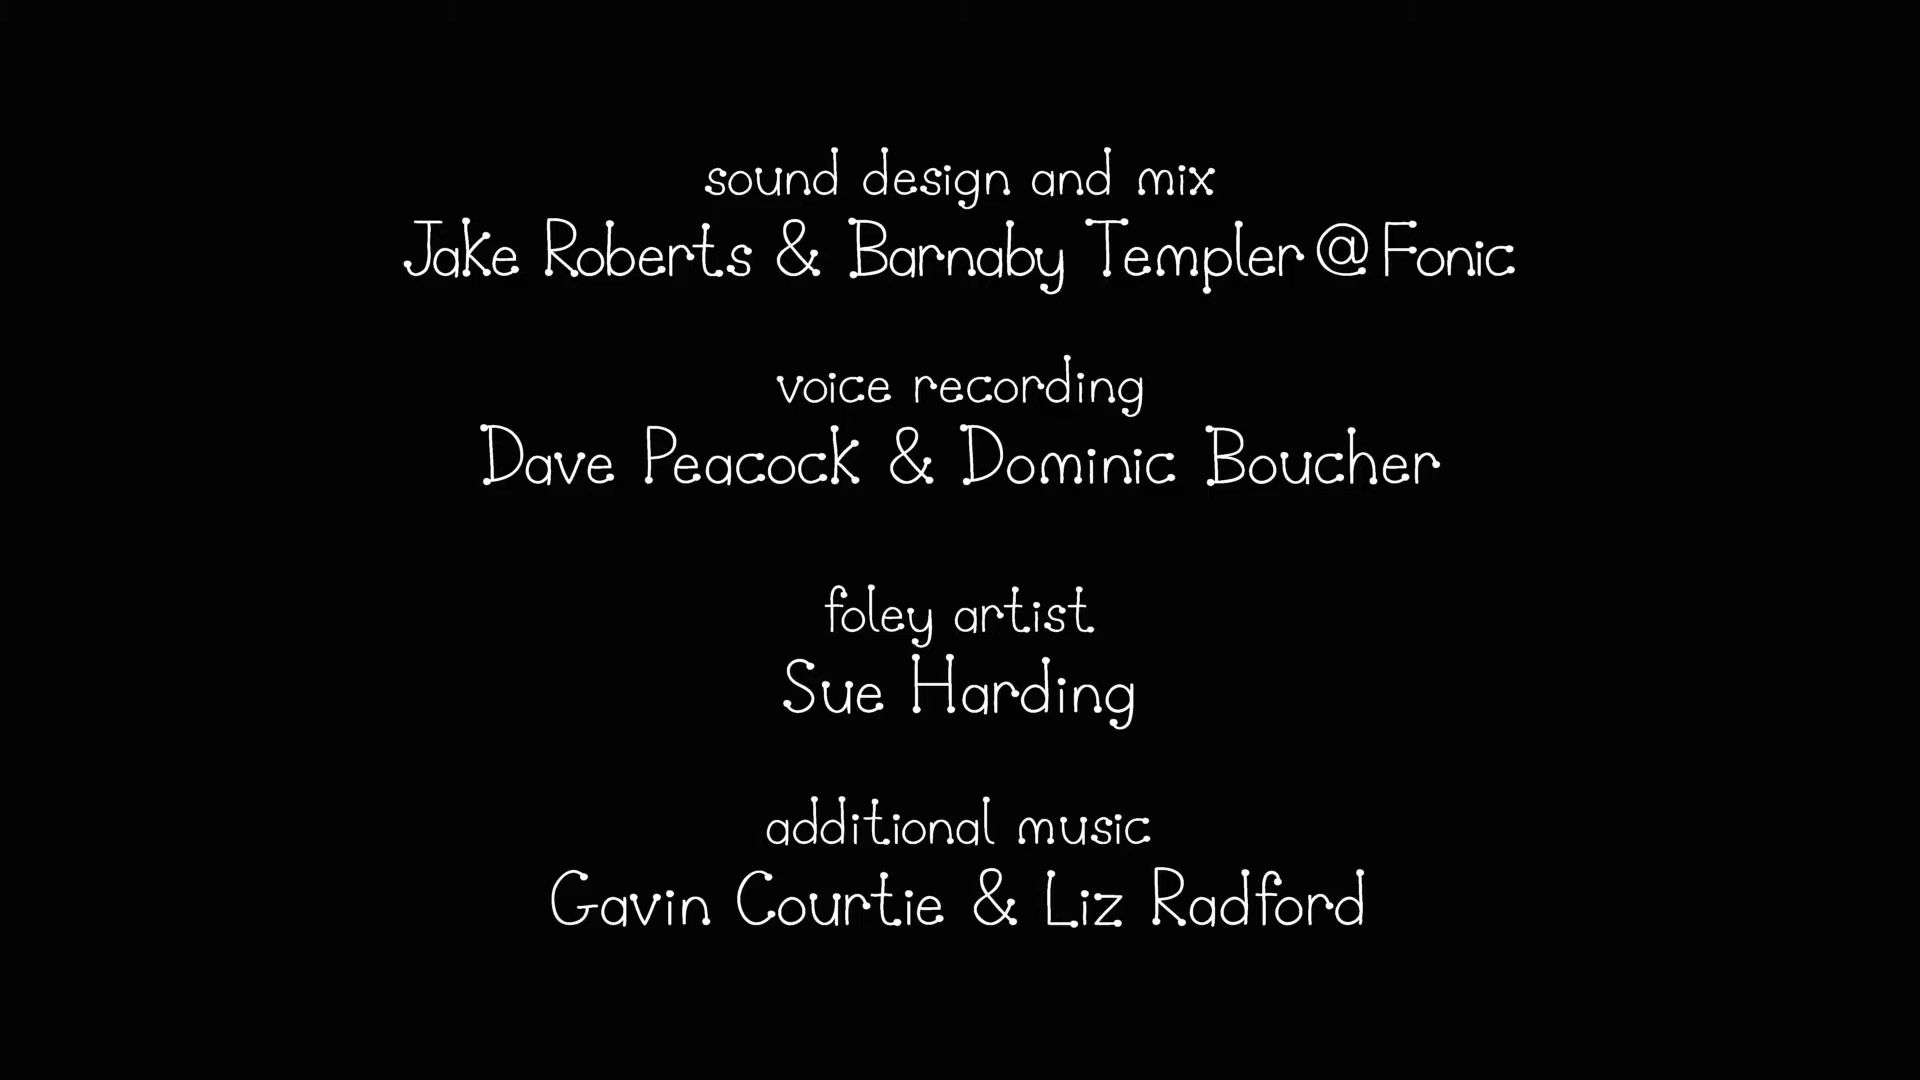 sound design and mix
Jake Roberts & Barnaby Templer @ Fonic
voice recording
Dave Peacock & Dominic Boucher
foley artist
Sue Harding
additional music
Gavin Courtie & Liz Radford